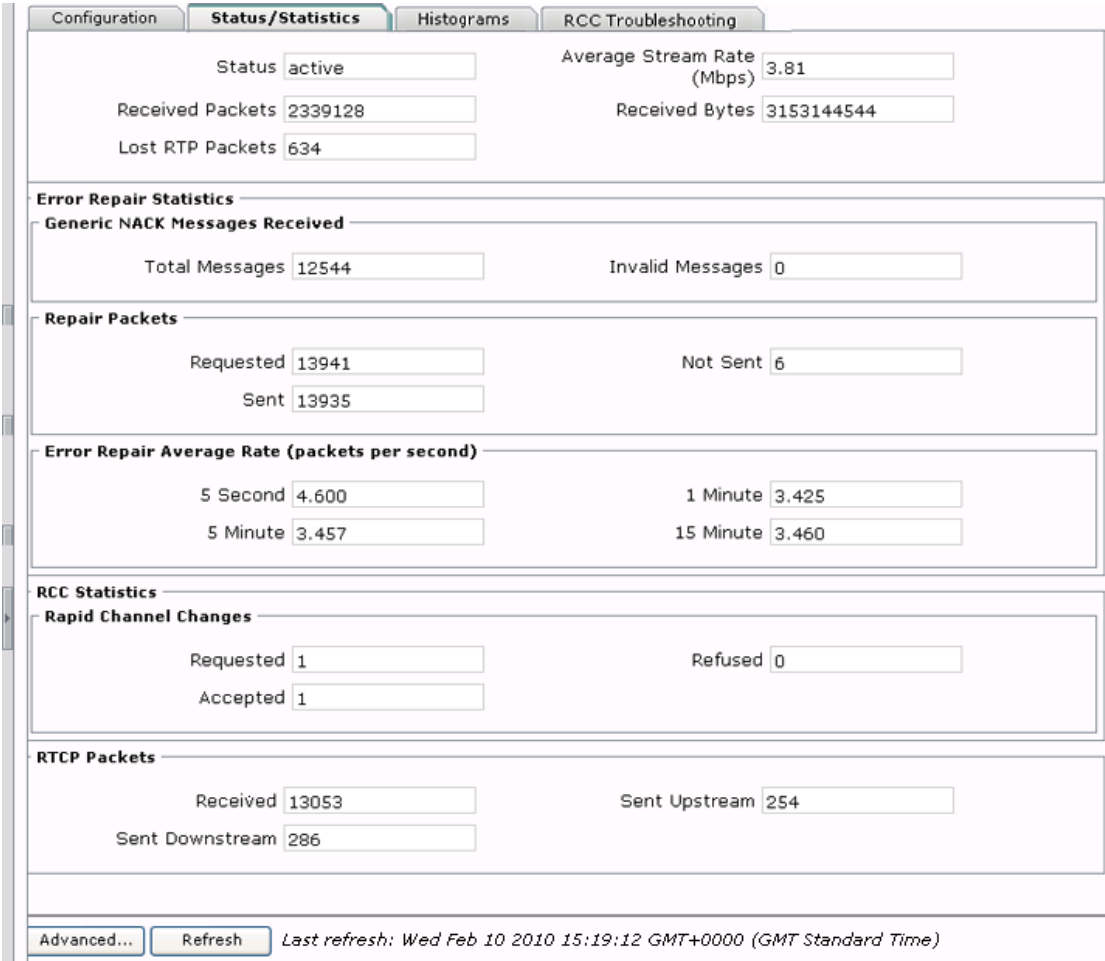 Configuration Status/Statistics Histograms RCC Troubleshooting
Status active Average Stream Rate (Mbps) 3.81
Received Packets 2339128 Received Bytes 3153144544
Lost RTP Packets 634
Error Repair Statistics
Generic NACK Messages Received
Total Messages 12544 Invalid Messages 0
Repair Packets
Requested 13941 Not Sent 6
Sent 13935
Error Repair Average Rate (packets per second)
5 Second 4.600 1 Minute 3.425
5 Minute 3.457 15 Minute 3.460
RCC Statistics
Rapid Channel Changes
Requested 1 Refused 0
Accepted 1
RTCP Packets
Received 13053 Sent Upstream 254
Sent Downstream 286
Advanced... Refresh Last refresh: Wed Feb 10 2010 15:19:12 GMT+0000 (GMT Standard Time)